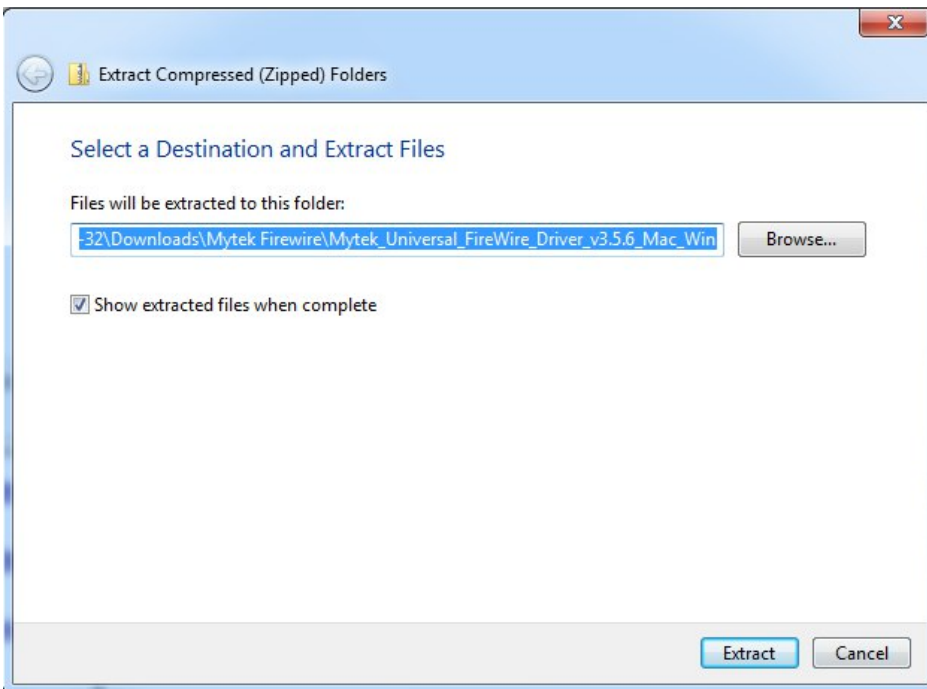 Extract Compressed (Zipped) Folders
Select a Destination and Extract Files
Files will be extracted to this folder:
-32\Downloads\Mytek Firewire\Mytek_Universal_FireWire_Driver_v3.5.6_Mac_Win
Browse...
Show extracted files when complete
Extract
Cancel